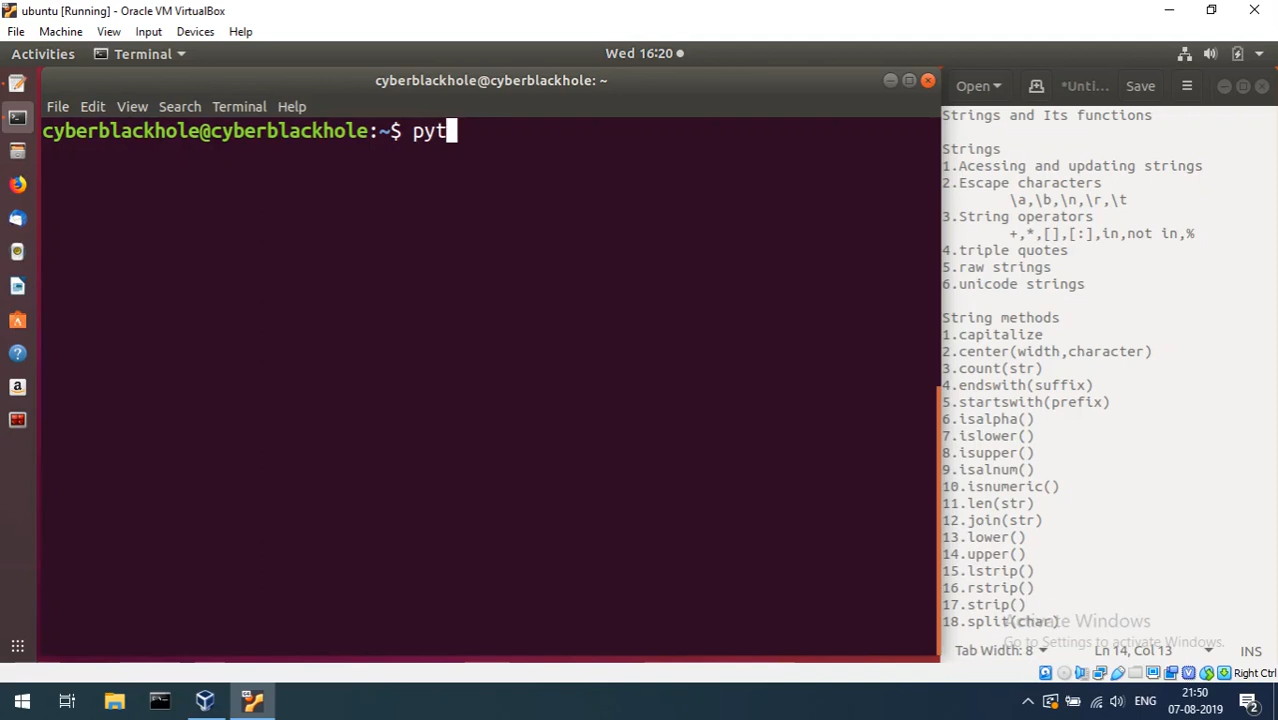 ubuntu [Running] - Oracle VM VirtualBox
File Machine View Input Devices Help
Activities Terminal Wed 16:20
cyberblackhole@cyberblackhole: ~
File Edit View Search Terminal Help
cyberblackhole@cyberblackhole:~$ pyt
Open *Unti... Save
Strings and Its functions
Strings
1.Acessing and updating strings
2.Escape characters
\a,\b,\n,\r,\t
3.String operators
+,*,[],[:],in,not in,%
4.triple quotes
5.raw strings
6.unicode strings
String methods
1.capitalize
2.center(width,character)
3.count(str)
4.endswith(suffix)
5.startswith(prefix)
6.isalpha()
7.islower()
8.isupper()
9.isalnum()
10.isnumeric()
11.len(str)
12.join(str)
13.lower()
14.upper()
15.lstrip()
16.rstrip()
17.strip()
18.split(char)
Activate Windows
Go to Settings to activate Windows.
Tab Width: 8 Ln 14, Col 13 INS
Right Ctrl
ENG 21:50
07-08-2019
2